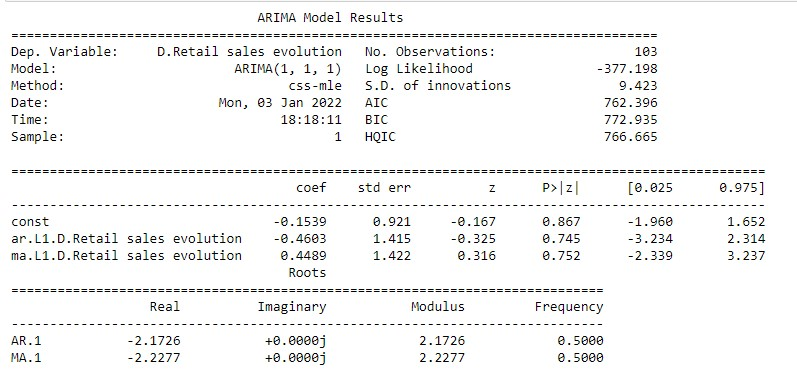 ARIMA Model Results
==============================================================================
Dep. Variable: D.Retail sales evolution No. Observations: 103
Model: ARIMA(1, 1, 1) Log Likelihood -377.198
Method: css-mle S.D. of innovations 9.423
Date: Mon, 03 Jan 2022 AIC 762.396
Time: 18:18:11 BIC 772.935
Sample: 1 HQIC 766.665
==============================================================================
coef std err z P>|z| [0.025 0.975]
------------------------------------------------------------------------------
const -0.1539 0.921 -0.167 0.867 -1.960 1.652
ar.L1.D.Retail sales evolution -0.4603 1.415 -0.325 0.745 -3.234 2.314
ma.L1.D.Retail sales evolution 0.4489 1.422 0.316 0.752 -2.339 3.237
Roots
==============================================================================
Real Imaginary Modulus Frequency
------------------------------------------------------------------------------
AR.1 -2.1726 +0.0000j 2.1726 0.5000
MA.1 -2.2277 +0.0000j 2.2277 0.5000